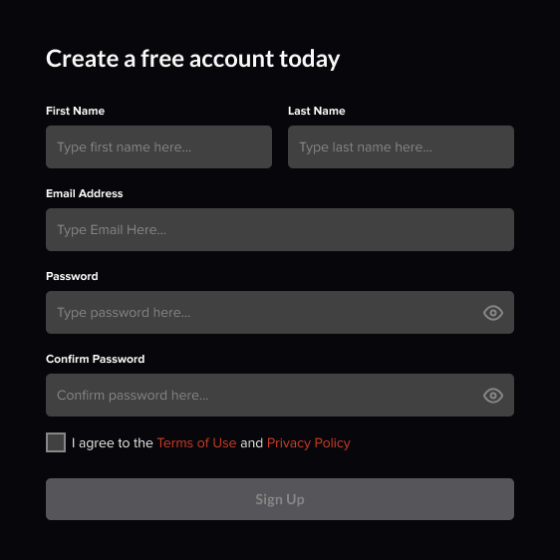 Create a free account today
First Name
Last Name
Type first name here...
Type last name here...
Email Address
Type Email Here...
Password
Type password here...
Confirm Password
Confirm password here...
I agree to the Terms of Use and Privacy Policy
Sign Up